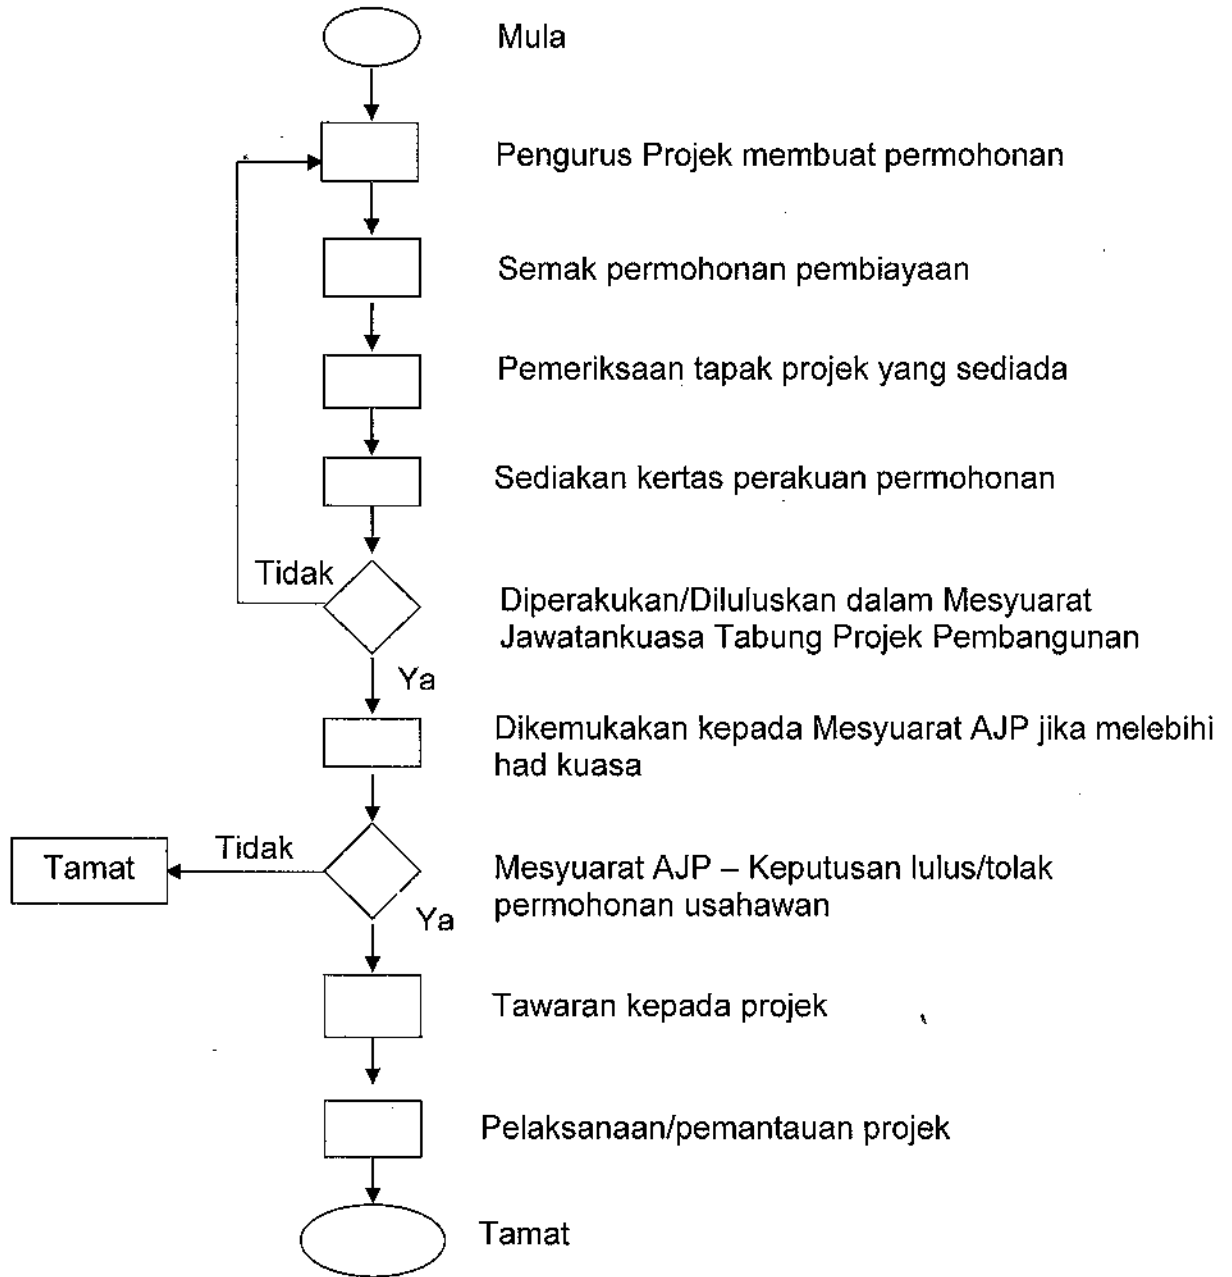 Mula
Pengurus Projek membuat permohonan
Semak permohonan pembiayaan
Pemeriksaan tapak projek yang sediada
Sediakan kertas perakuan permohonan
Tidak
Diperakukan/Diluluskan dalam Mesyuarat
Jawatankuasa Tabung Projek Pembangunan
Ya
Dikemukakan kepada Mesyuarat AJP jika melebihi
had kuasa
Tamat
Tidak
Mesyuarat AJP – Keputusan lulus/tolak
permohonan usahawan
Ya
Tawaran kepada projek
Pelaksanaan/pemantauan projek
Tamat